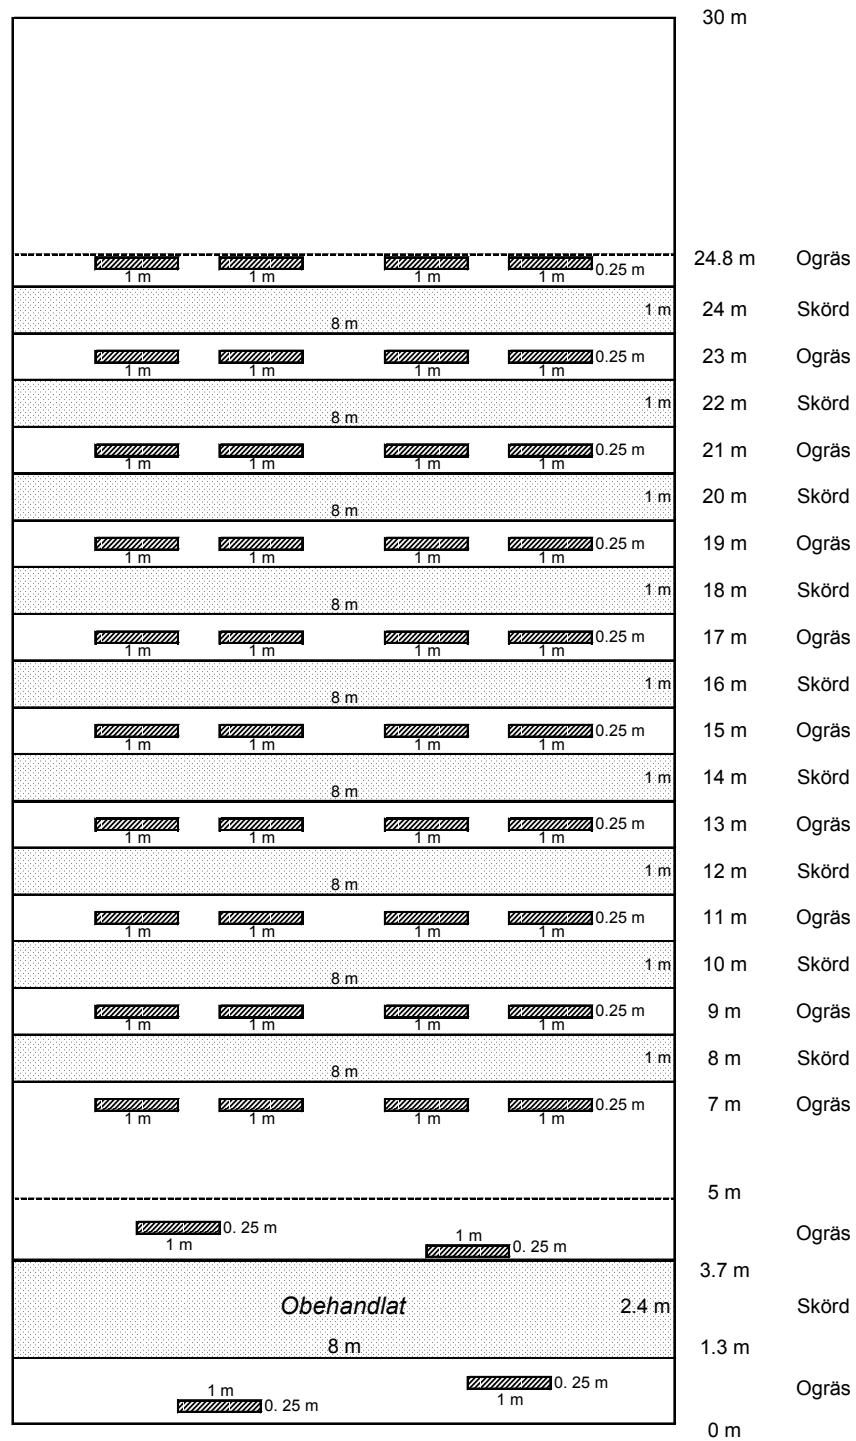 30 m
24.8 m Ogräs
1 m 1 m 1 m 1 m 0.25 m
8 m 1 m 24 m Skörd
1 m 1 m 1 m 1 m 0.25 m 23 m Ogräs
8 m 1 m 22 m Skörd
1 m 1 m 1 m 1 m 0.25 m 21 m Ogräs
8 m 1 m 20 m Skörd
1 m 1 m 1 m 1 m 0.25 m 19 m Ogräs
8 m 1 m 18 m Skörd
1 m 1 m 1 m 1 m 0.25 m 17 m Ogräs
8 m 1 m 16 m Skörd
1 m 1 m 1 m 1 m 0.25 m 15 m Ogräs
8 m 1 m 14 m Skörd
1 m 1 m 1 m 1 m 0.25 m 13 m Ogräs
8 m 1 m 12 m Skörd
1 m 1 m 1 m 1 m 0.25 m 11 m Ogräs
8 m 1 m 10 m Skörd
1 m 1 m 1 m 1 m 0.25 m 9 m Ogräs
8 m 1 m 8 m Skörd
1 m 1 m 1 m 1 m 0.25 m 7 m Ogräs
5 m
0. 25 m 1 m Ogräs
1 m 0. 25 m
3.7 m
Obehandlat 2.4 m Skörd
8 m 1.3 m
1 m 0. 25 m Ogräs
0. 25 m 1 m
0 m